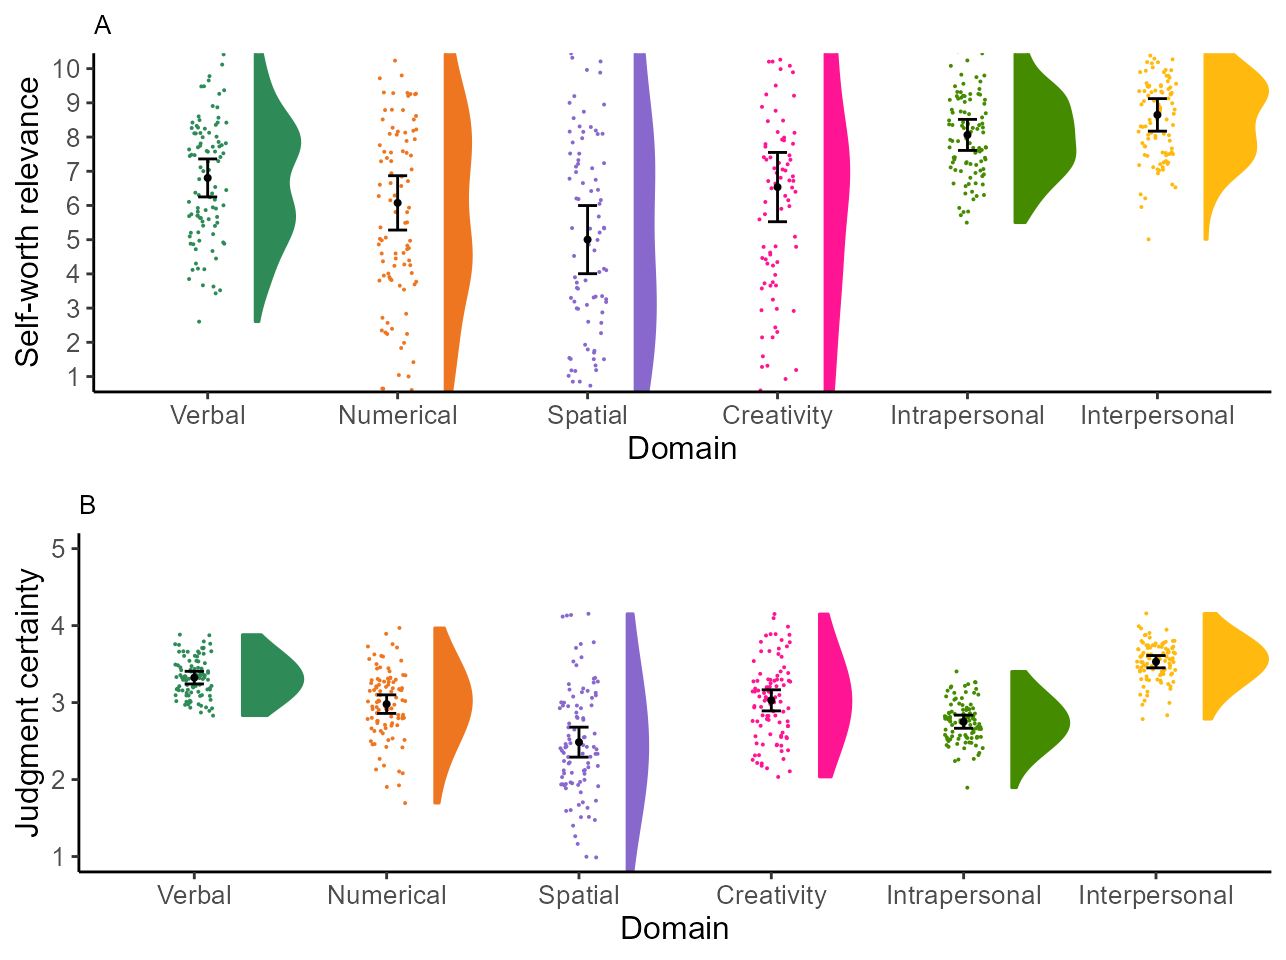 A
Self-worth relevance
10
9
8
7
6
5
4
3
2
1
Verbal Numerical Spatial Creativity Intrapersonal Interpersonal
Domain
B
Judgment certainty
5
4
3
2
1
Verbal Numerical Spatial Creativity Intrapersonal Interpersonal
Domain